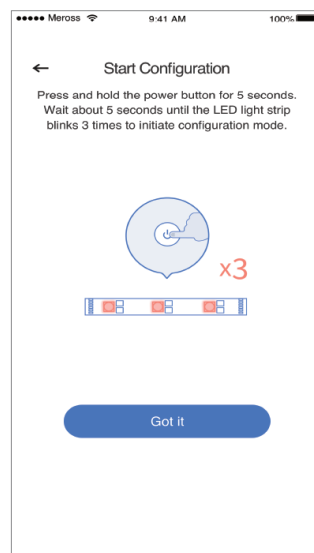 Meross 9:41 AM 100%
Start Configuration
Press and hold the power button for 5 seconds.
Wait about 5 seconds until the LED light strip
blinks 3 times to initiate configuration mode.
x3
Got it